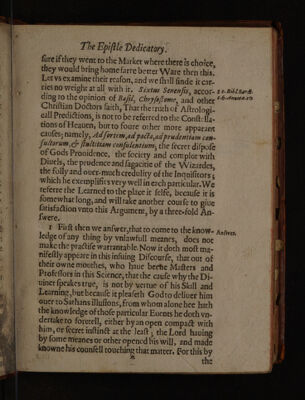 The Epistle Dedicatory.
sure if they went to the Market where there is choice,
they would bring home farre better Ware then this.
Let vs examine their reason, and we shall finde it car-
ries no weight at all with it. Sixtus Senensis, accor-
ding to the opinion of Basil, Chrysostome, and other
Christian Doctors saith, That the truth of Astrologi-
call Predictions, is not to be referred to the Constella-
tions of Heauen, but to foure other more apparant
causes; namely, Ad sortem, ad pacta, ad prudentiam con-
sultorum, & stultitiam consulentium, the secret dispose
of Gods Prouidence, the society and complot with
Diuels, the prudence and sagacitie of the Wizardes,
the folly and ouer-much credulity of the Inquisitors;
which he exemplifies very well in each particular. We
referre the Learned to the place it selfe, because it is
somewhat long, and will take another course to giue
satisfaction vnto this Argument, by a three-fold An-
swere.
1 First then we answer, that to come to the know-
Answer.
ledge of any thing by vnlawfull meanes, does not
make the practise warrantable. Now it doth most ma-
nifestly appeare in this insuing Discourse, that out of
their owne mouthes, who haue beene Masters and
Professors in this Science, that the cause why the Di-
uiner speakes true, is not by vertue of his Skill and
Learning, but because it pleaseth God to deliuer him
ouer to Sathans illusions, from whom alone hee hath
the knowledge of those particular Euents he doth vn-
dertake to foretell, either by an open compact with
him, or secret instinct at the least; the Lord hauing
by some meanes or other opened his will, and made
knowne his counsell touching that matter. For this by
the